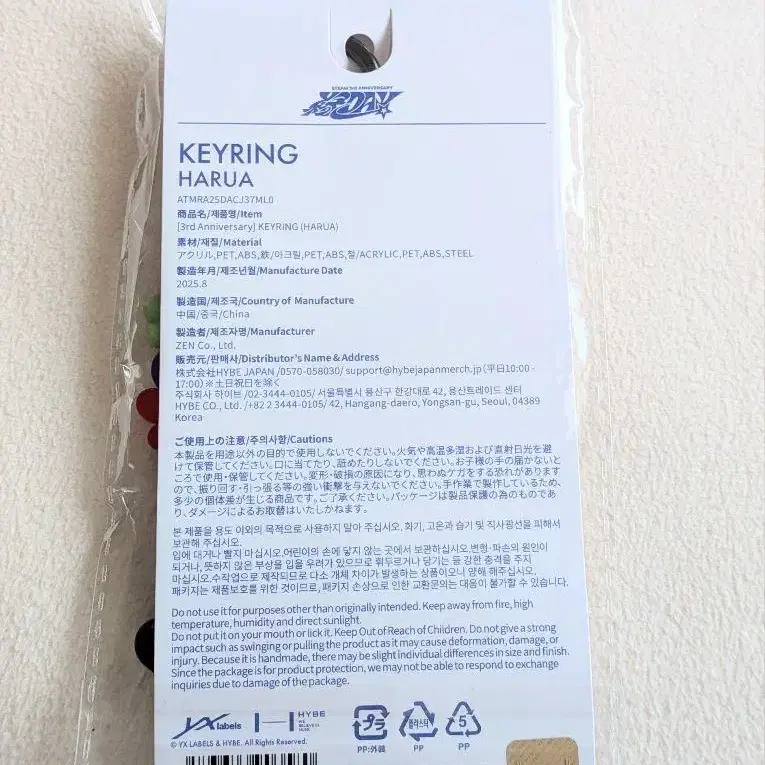 &TEAM 3RD ANNIVERSARY
KEYRING
HARUA
ATMRA25DACJ37ML0
商品名/제품명/Item
[3rd Anniversary] KEYRING (HARUA)
素材/재질/Material
アクリル,PET,ABS,鉄/아크릴,PET,ABS,철/ACRYLIC,PET,ABS,STEEL
製造年月/제조년월/Manufacture Date
2025.8
製造国/제조국/Country of Manufacture
中国/중국/China
製造者/제조자명/Manufacturer
ZEN Co., Ltd.
販売元/판매사/Distributor's Name & Address
株式会社HYBE JAPAN /0570-058030/ support@hybejapanmerch.jp (平日10:00-
17:00) ※土日祝日を除く
주식회사 하이브 /02-3444-0105/ 서울특별시 용산구 한강대로 42, 용산트레이드 센터
HYBE CO., Ltd. /+82 2 3444-0105/ 42, Hangang-daero, Yongsan-gu, Seoul, 04389
Korea
ご使用上の注意/주의사항/Cautions
本製品を用途以外の目的で使用しないでください。火気や高温多湿および直射日光を避
けて保管してください。口に当てたり、舐めたりしないでください。お子様の手の届かないと
ころで使用・保管してください。変形・破損の原因になり、思わぬケガをする恐れがあります
ので、振り回す・引っ張る等の強い衝撃を与えないでください。手作業で製作しているため、
多少の個体差が生じる商品です。ご了承ください。パッケージは製品保護の為のものであ
り、ダメージによるお取替はいたしかねます。
본 제품을 용도 이외의 목적으로 사용하지 말아 주십시오. 화기, 고온과 습기 및 직사광선을 피해서
보관해 주십시오.
입에 대거나 빨지 마십시오.어린이의 손에 닿지 않는 곳에서 보관하십시오.변형·파손의 원인이
되거나, 뜻하지 않은 부상을 입을 우려가 있으므로 휘두르거나 당기는 등 강한 충격을 주지
마십시오.수작업으로 제작되므로 다소 개체 차이가 발생하는 상품이오니 양해 해주십시오.
패키지는 제품보호를 위한 것이므로, 패키지 손상으로 인한 교환문의는 대응이 불가할 수 있습니다.
Do not use it for purposes other than originally intended. Keep away from fire, high
temperature, humidity and direct sunlight.
Do not put it on your mouth or lick it. Keep Out of Reach of Children. Do not give a strong
impact such as swinging or pulling the product as it may cause deformation, damage, or
injury. Because it is handmade, there may be slight individual differences in size and finish.
Since the package is for product protection, we may not be able to respond to exchange
inquiries due to damage of the package.
YX labels HYBE
WE BELIEVE IN MUSIC
© YX LABELS & HYBE. All Rights Reserved.
プラ 플라스틱 5
PP:外装 PP PP